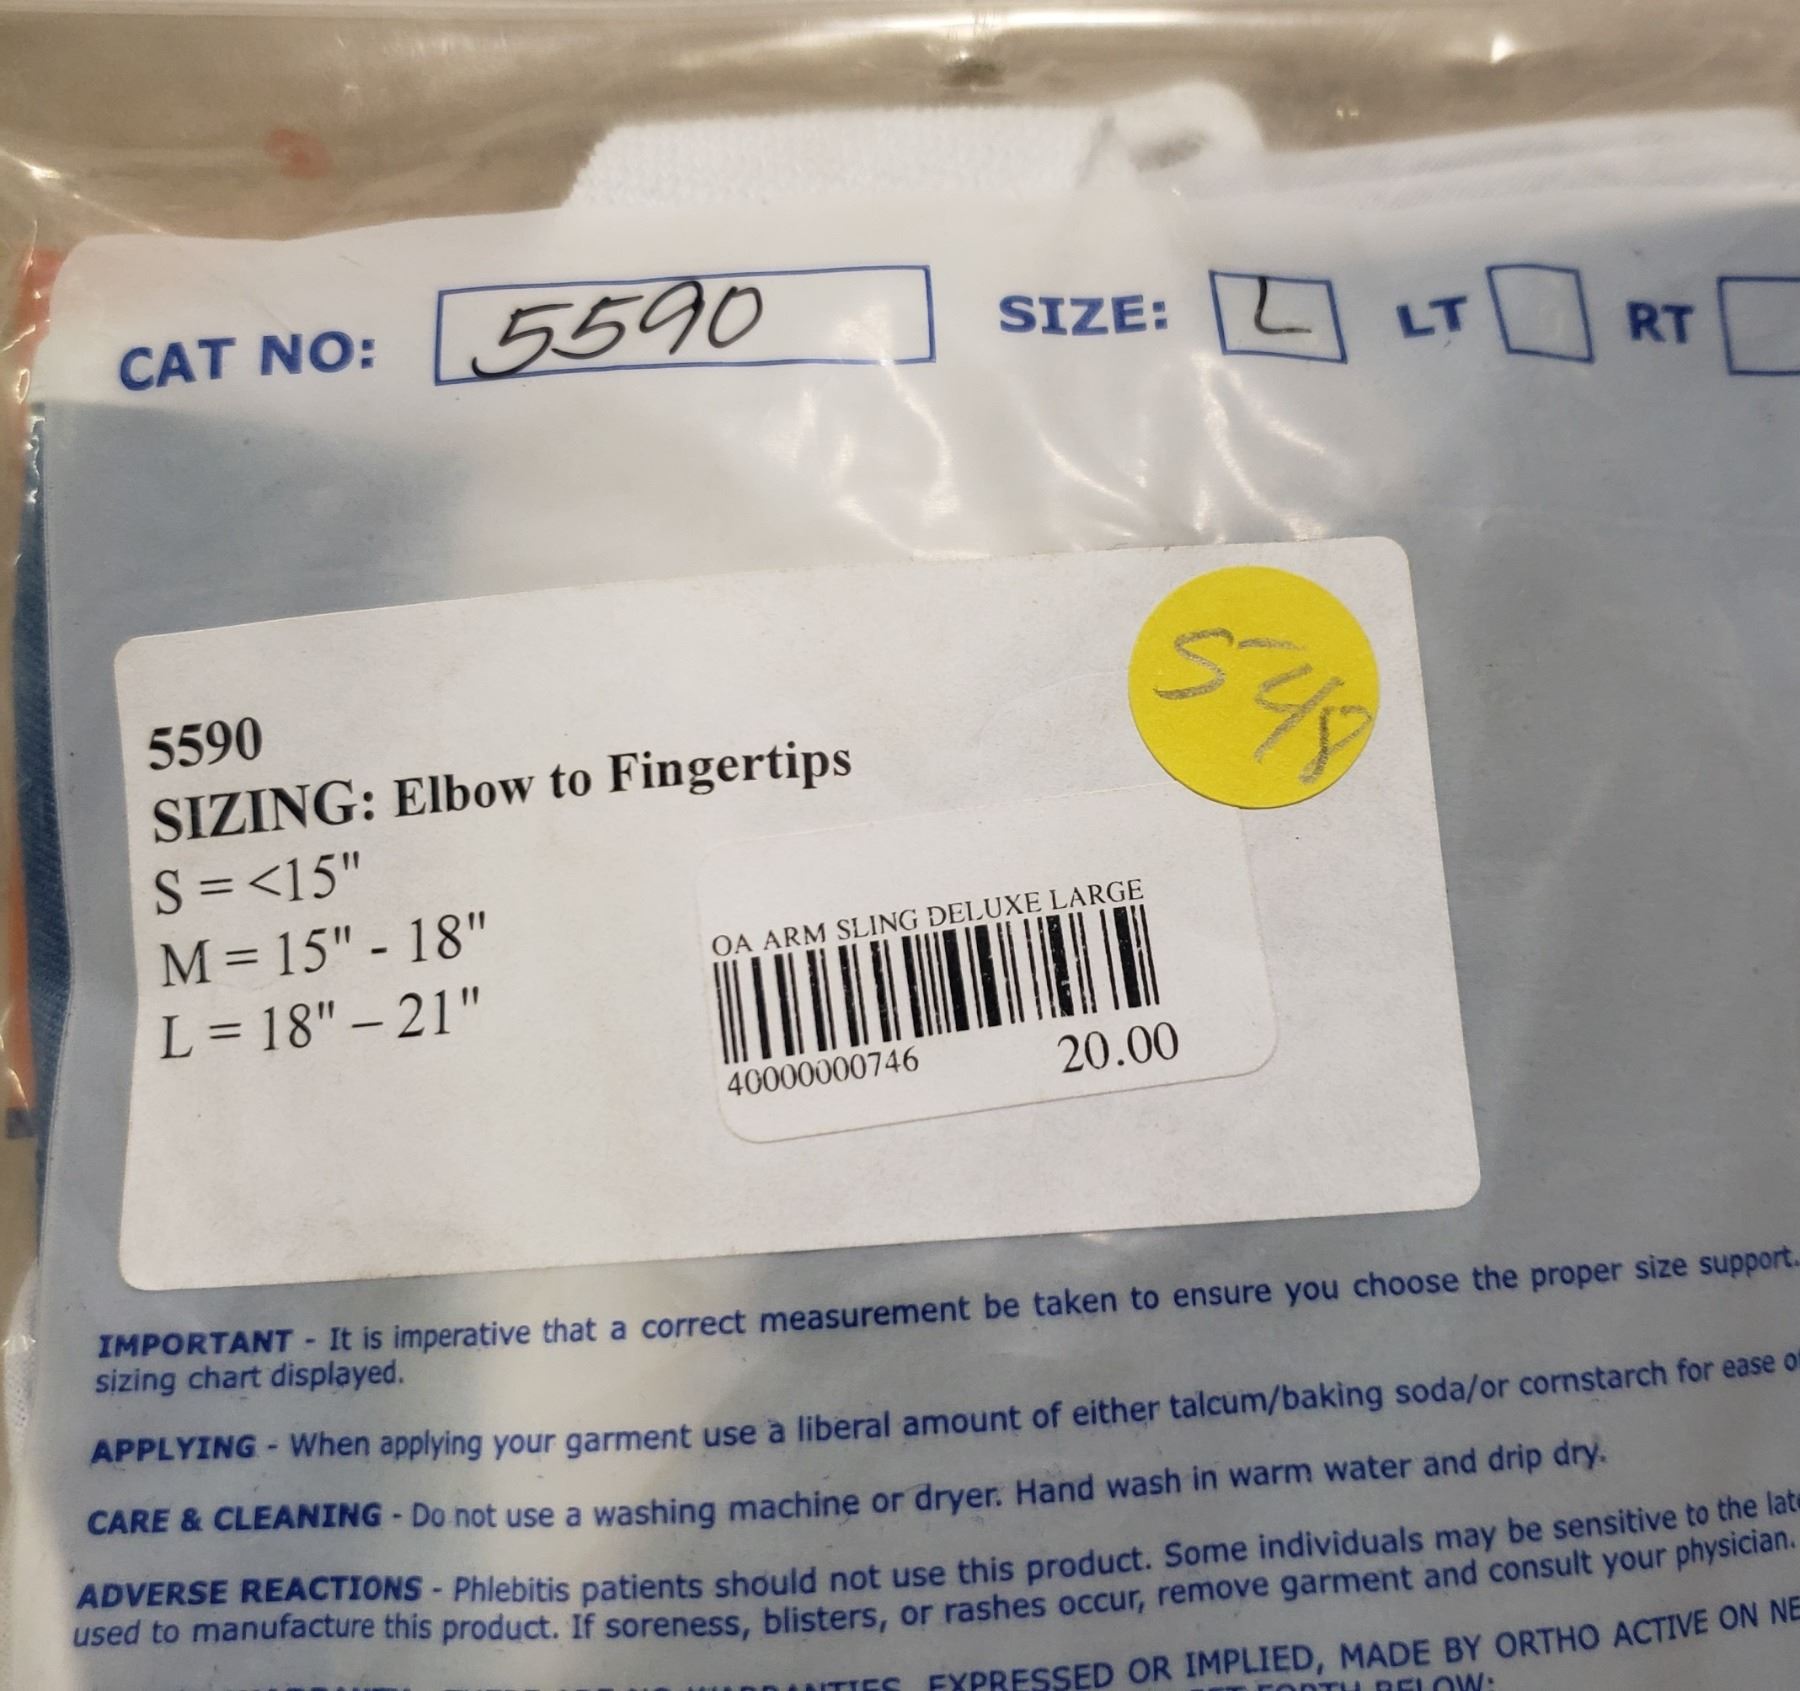 CAT NO: 5590 SIZE: L LT RT
5590
SIZING: Elbow to Fingertips
S = <15"
M = 15" - 18"
L = 18" – 21"
OA ARM SLING DELUXE LARGE
40000000746 20.00
IMPORTANT - It is imperative that a correct measurement be taken to ensure you choose the proper size support.
sizing chart displayed.
APPLYING - When applying your garment use a liberal amount of either talcum/baking soda/or cornstarch for ease
CARE & CLEANING - Do not use a washing machine or dryer. Hand wash in warm water and drip dry.
ADVERSE REACTIONS - Phlebitis patients should not use this product. Some individuals may be sensitive to the
used to manufacture this product. If soreness, blisters, or rashes occur, remove garment and consult your physician.
EXPRESSED OR IMPLIED, MADE BY ORTHO ACTIVE ON
BELOW: